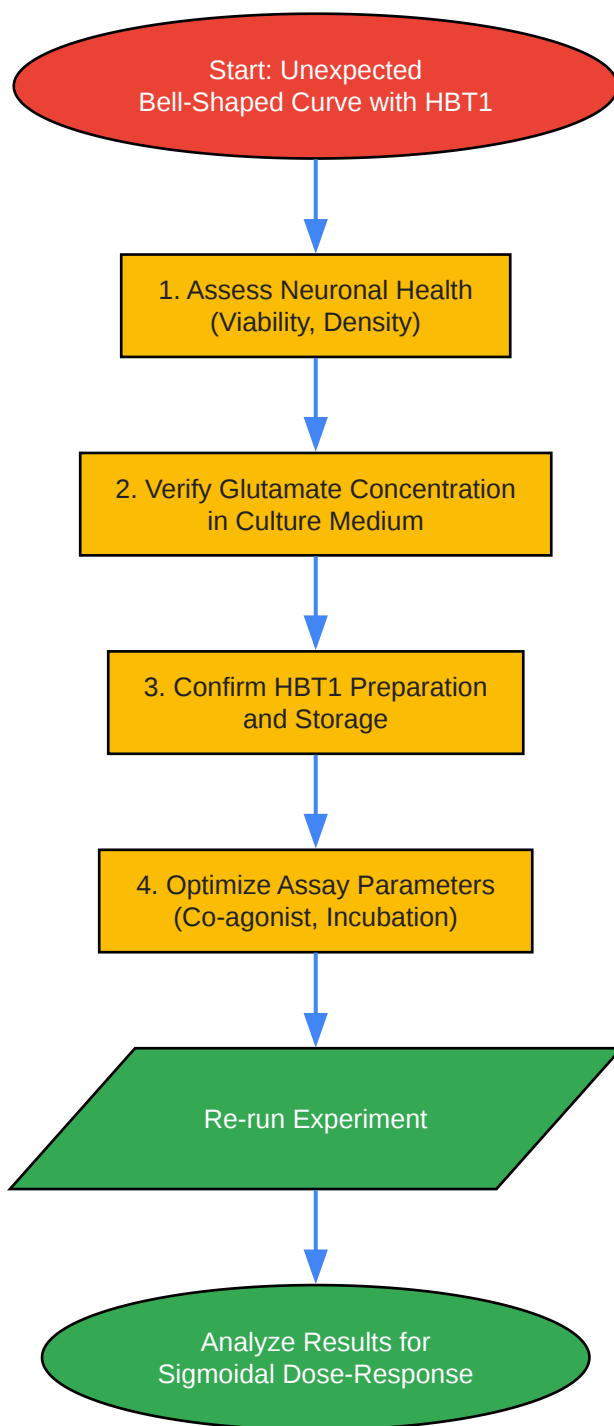 Start: Unexpected
Bell-Shaped Curve with HBT1
1. Assess Neuronal Health
(Viability, Density)
2. Verify Glutamate Concentration
in Culture Medium
3. Confirm HBT1 Preparation
and Storage
4. Optimize Assay Parameters
(Co-agonist, Incubation)
Re-run Experiment
Analyze Results for
Sigmoidal Dose-Response